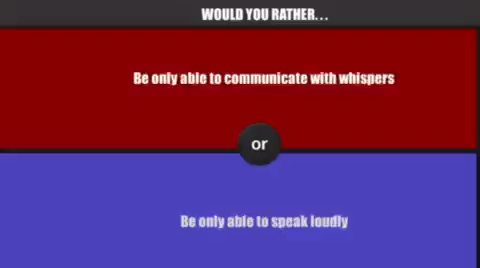 WOULD YOU RATHER...
Be only able to communicate with whispers
or
Be only able to speak loudly